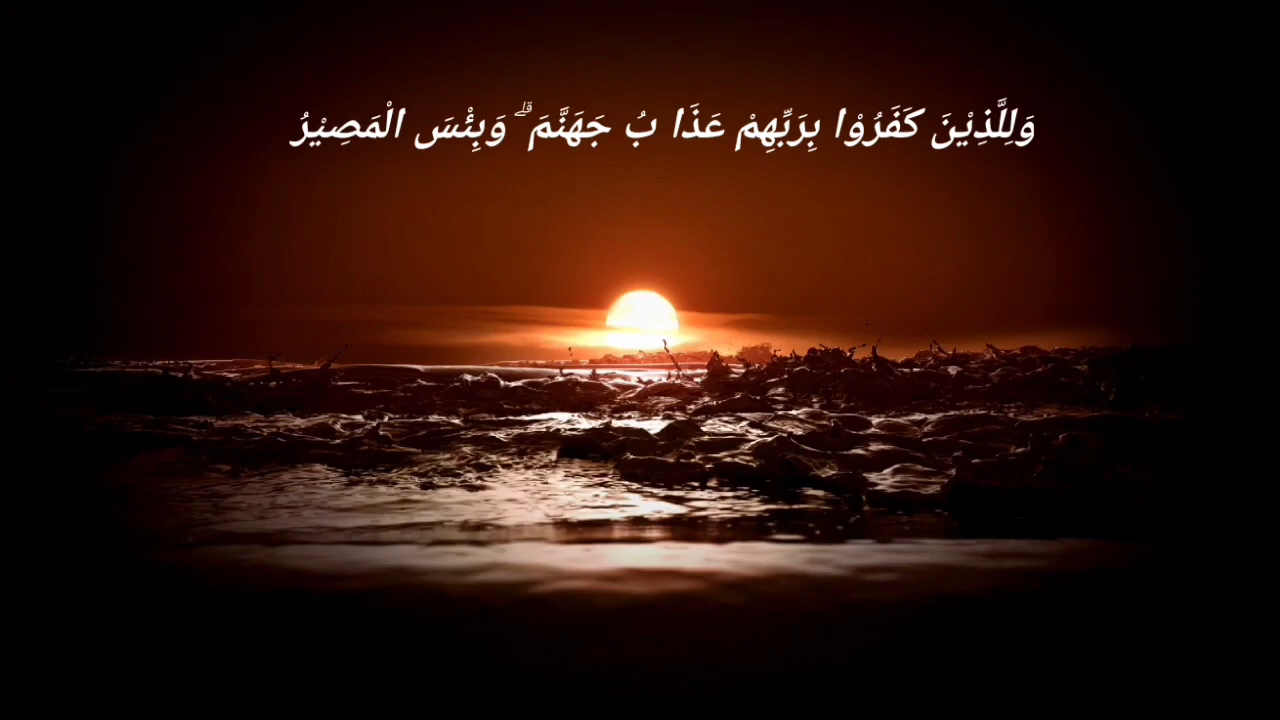 وَلِلَّذِيْنَ كَفَرُوْا بِرَبِّهِمْ عَذَا بُ جَهَنَّمَ ۗ وَبِئْسَ الْمَصِيْرُ